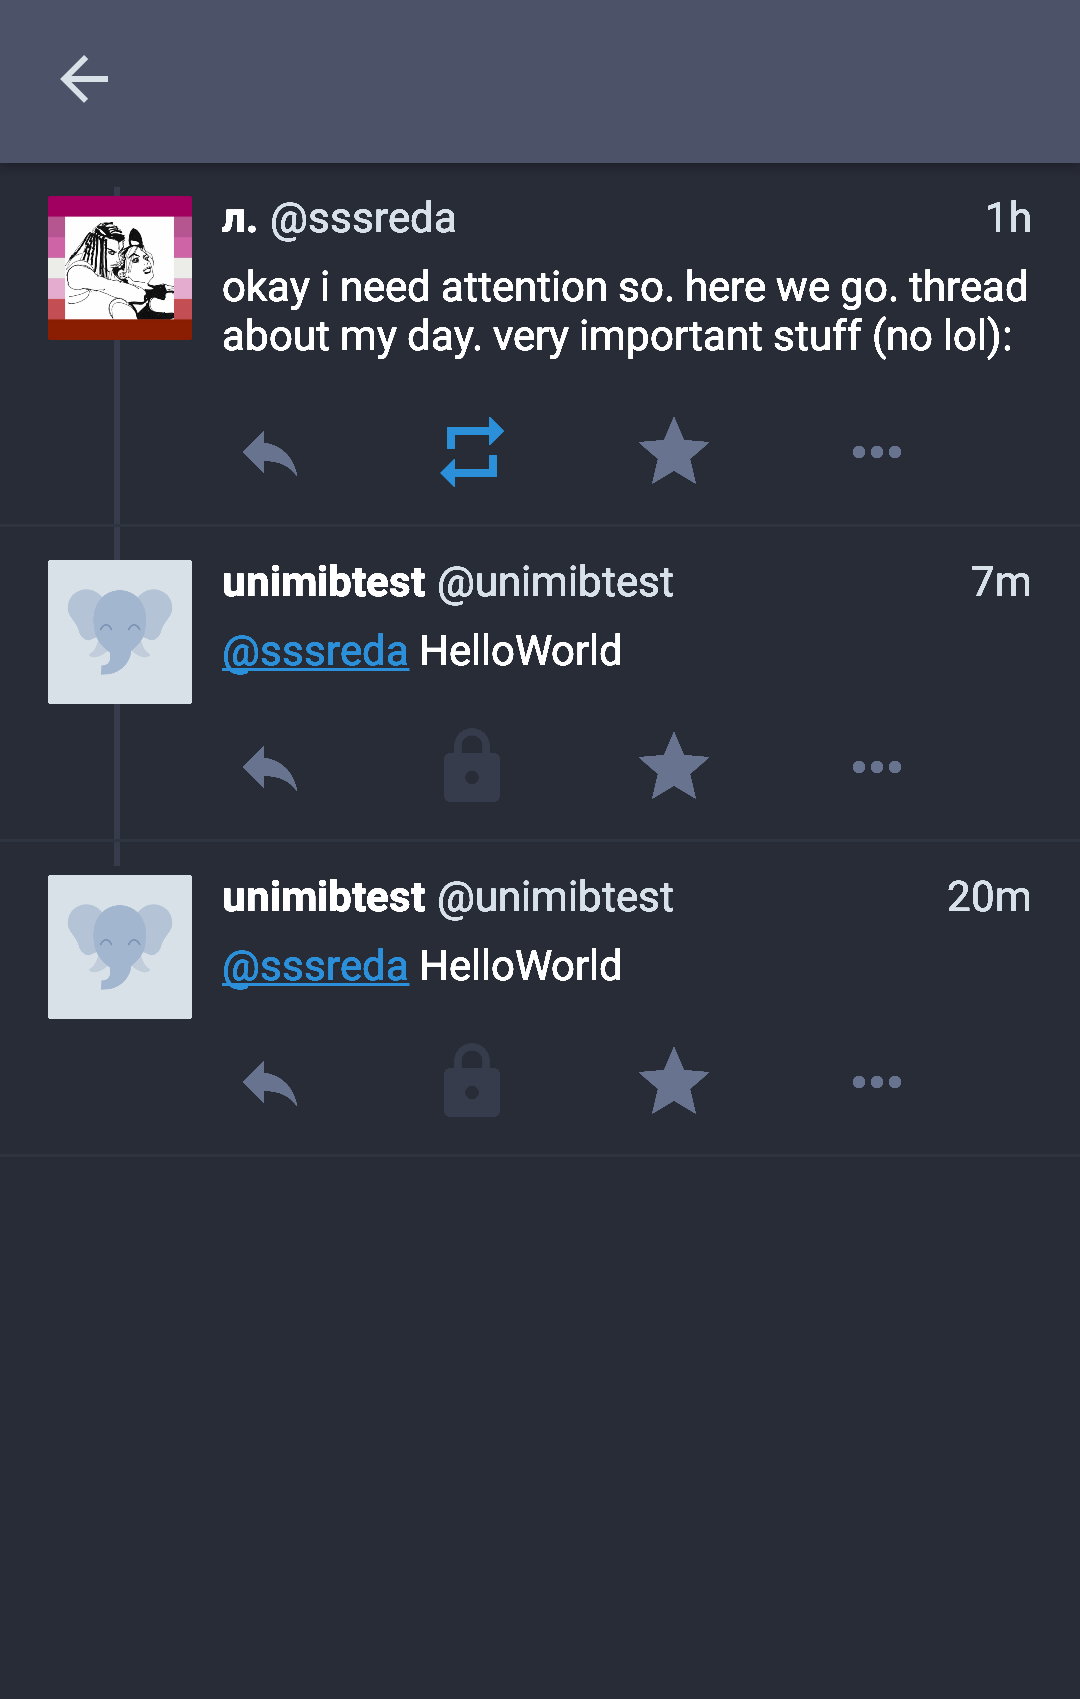 л. @sssreda 1h
okay i need attention so. here we go. thread
about my day. very important stuff (no lol):
unimibtest @unimibtest 7m
@sssreda HelloWorld
unimibtest @unimibtest 20m
@sssreda HelloWorld